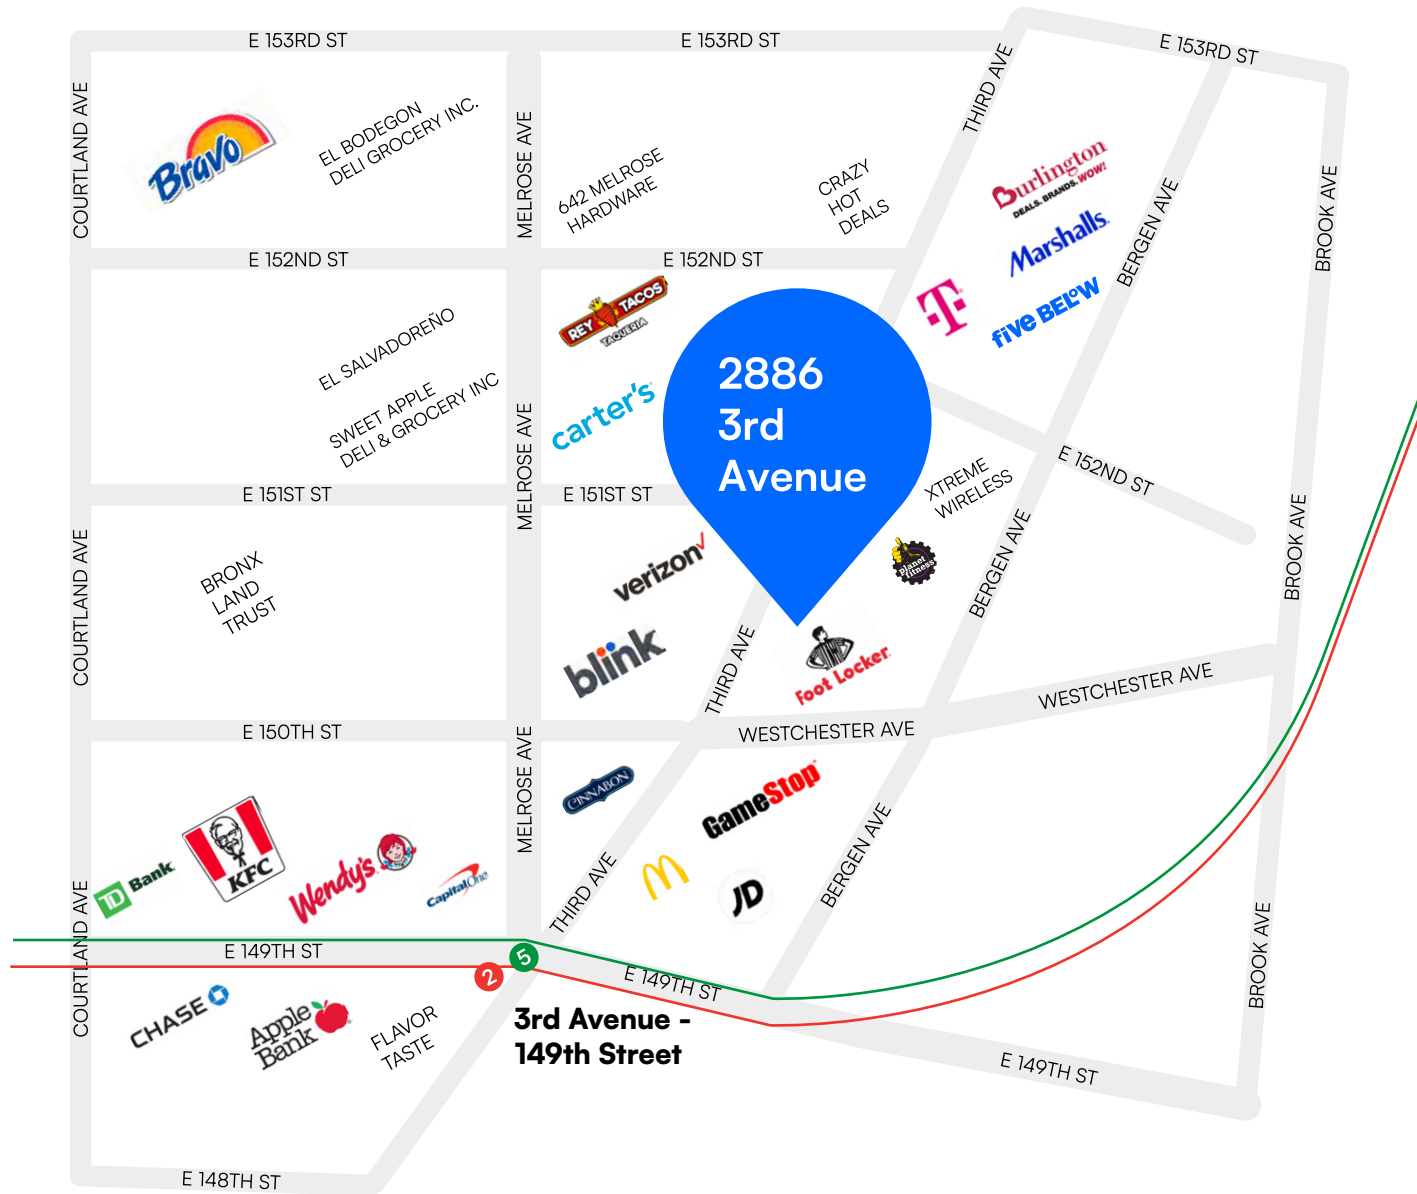 E 153RD ST
E 153RD ST
E 153RD ST
COURTLAND AVE
Bravo
EL BODEGON
DELI GROCERY INC.
MELROSE AVE
642 MELROSE
HARDWARE
CRAZY
HOT
DEALS
THIRD AVE
Burlington
DEALS. BRANDS. WOW!
Marshalls
five BELOW
T
BERGEN AVE
BROOK AVE
E 152ND ST
E 152ND ST
REY TACOS
TAQUERIA
carter's
2886
3rd
Avenue
EL SALVADOREÑO
SWEET APPLE
DELI & GROCERY INC
MELROSE AVE
E 152ND ST
XTREME
WIRELESS
E 151ST ST
E 151ST ST
COURTLAND AVE
BRONX
LAND
TRUST
verizon
blink
planet
fitness
BERGEN AVE
BROOK AVE
THIRD AVE
Foot Locker
WESTCHESTER AVE
E 150TH ST
WESTCHESTER AVE
MELROSE AVE
CINNABON
GameStop
TD Bank
KFC
Wendy's
Capital One
THIRD AVE
JD
BERGEN AVE
COURTLAND AVE
E 149TH ST
2
5
E 149TH ST
BROOK AVE
CHASE
Apple
Bank
FLAVOR
TASTE
3rd Avenue -
149th Street
E 149TH ST
E 148TH ST